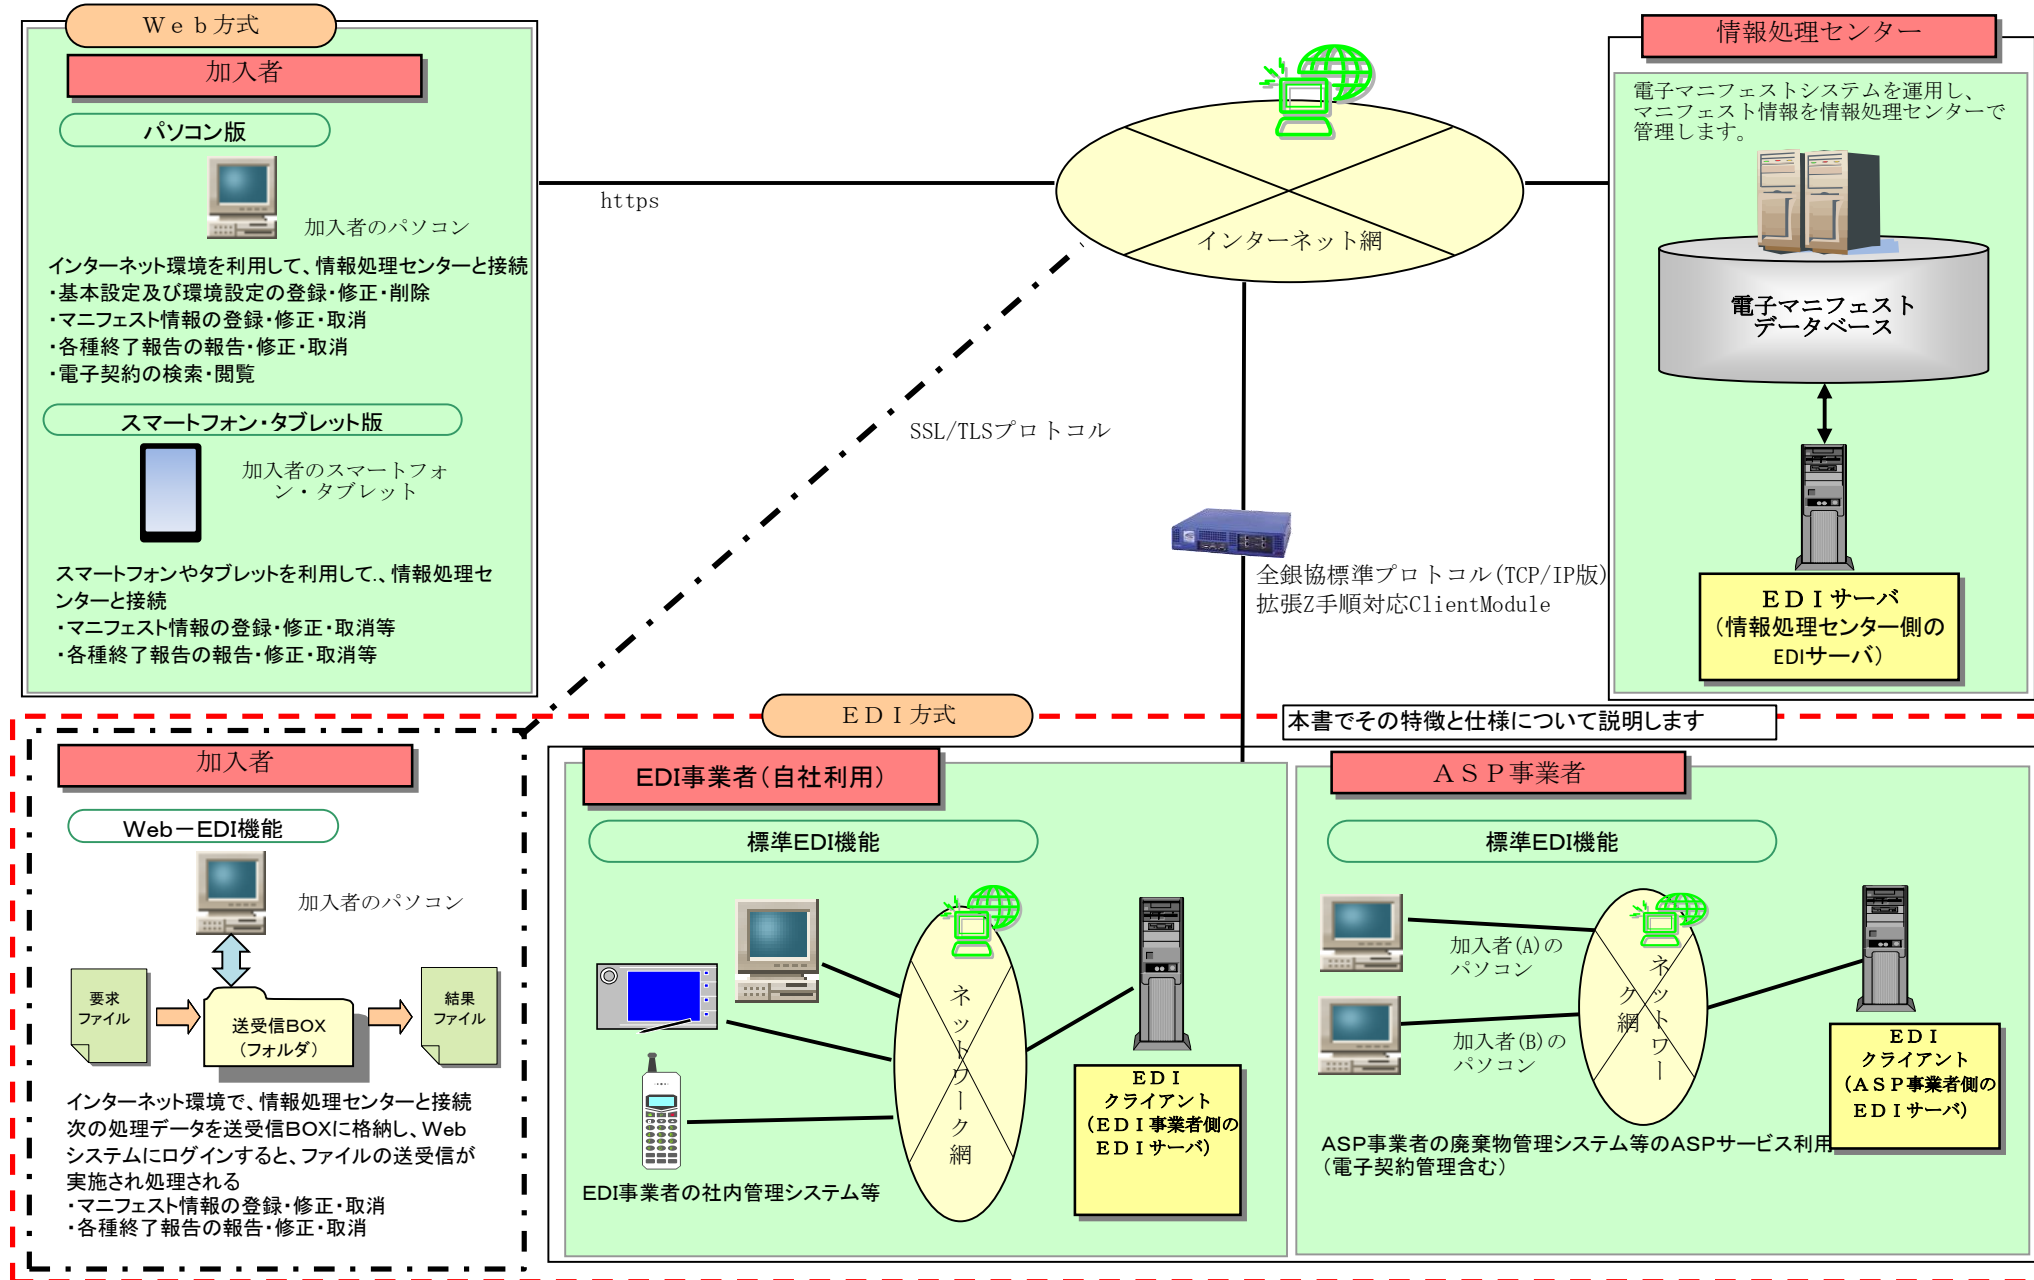 Ｗｅｂ方式
加入者
パソコン版
加入者のパソコン
インターネット環境を利用して、情報処理センターと接続
・基本設定及び環境設定の登録・修正・削除
・マニフェスト情報の登録・修正・取消
・各種終了報告の報告・修正・取消
・電子契約の検索・閲覧
スマートフォン・タブレット版
加入者のスマートフォ
ン・タブレット
スマートフォンやタブレットを利用して.、情報処理セ
ンターと接続
・マニフェスト情報の登録・修正・取消等
・各種終了報告の報告・修正・取消等
https
インターネット網
SSL/TLSプロトコル
全銀協標準プロトコル(TCP/IP版)
拡張Z手順対応ClientModule
情報処理センター
電子マニフェストシステムを運用し、
マニフェスト情報を情報処理センターで
管理します。
電子マニフェスト
データベース
ＥＤＩサーバ
（情報処理センター側の
EDIサーバ）
ＥＤＩ方式
本書でその特徴と仕様について説明します
加入者
Web－EDI機能
加入者のパソコン
要求
ファイル
送受信BOX
（フォルダ）
結果
ファイル
インターネット環境で、情報処理センターと接続
次の処理データを送受信BOXに格納し、Web
システムにログインすると、ファイルの送受信が
実施され処理される
・マニフェスト情報の登録・修正・取消
・各種終了報告の報告・修正・取消
EDI事業者（自社利用）
標準EDI機能
ネットワーク網
ＥＤＩ
クライアント
（ＥＤＩ事業者側の
ＥＤＩサーバ）
EDI事業者の社内管理システム等
ＡＳＰ事業者
標準EDI機能
加入者(A)の
パソコン
加入者(B)の
パソコン
ネットワー
ク網
ＥＤＩ
クライアント
（ＡＳＰ事業者側の
ＥＤＩサーバ）
ASP事業者の廃棄物管理システム等のASPサービス利用
（電子契約管理含む）